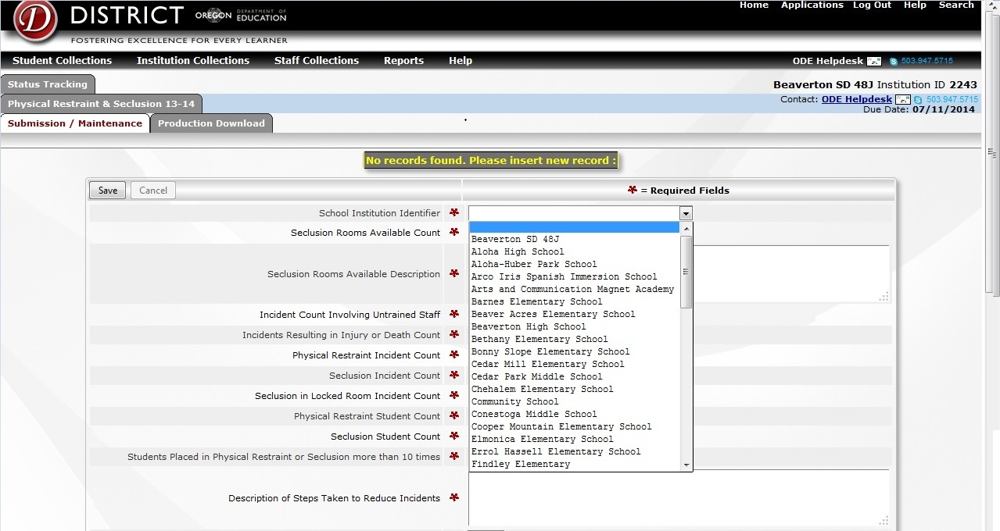 Home Applications Log Out Help Search
D DISTRICT OREGON DEPARTMENT OF EDUCATION
FOSTERING EXCELLENCE FOR EVERY LEARNER
Student Collections Institution Collections Staff Collections Reports Help ODE Helpdesk 503.947.5715
Status Tracking Beaverton SD 48J Institution ID 2243
Physical Restraint & Seclusion 13-14 Contact: ODE Helpdesk 503.947.5715
Due Date: 07/11/2014
Submission / Maintenance Production Download
No records found. Please insert new record :
Save Cancel * = Required Fields
School Institution Identifier *
Seclusion Rooms Available Count *
Seclusion Rooms Available Description *
Incident Count Involving Untrained Staff *
Incidents Resulting in Injury or Death Count *
Physical Restraint Incident Count *
Seclusion Incident Count *
Seclusion in Locked Room Incident Count *
Physical Restraint Student Count *
Seclusion Student Count *
Students Placed in Physical Restraint or Seclusion more than 10 times *
Description of Steps Taken to Reduce Incidents *
Beaverton SD 48J
Aloha High School
Aloha-Huber Park School
Arco Iris Spanish Immersion School
Arts and Communication Magnet Academy
Barnes Elementary School
Beaver Acres Elementary School
Beaverton High School
Bethany Elementary School
Bonny Slope Elementary School
Cedar Mill Elementary School
Cedar Park Middle School
Chehalem Elementary School
Community School
Conestoga Middle School
Cooper Mountain Elementary School
Elmonica Elementary School
Errol Hassell Elementary School
Findley Elementary